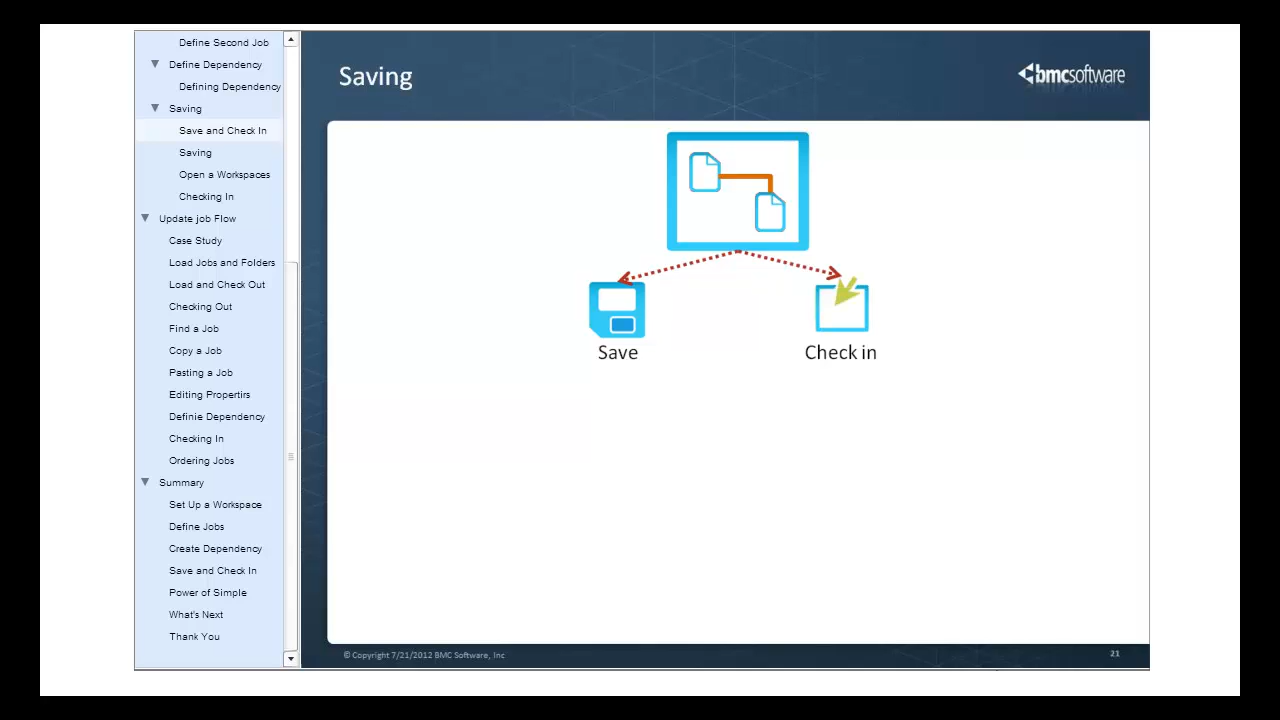 Define Second Job
Define Dependency
Defining Dependency
Saving
Save and Check In
Saving
Open a Workspaces
Checking In
Update job Flow
Case Study
Load Jobs and Folders
Load and Check Out
Checking Out
Find a Job
Copy a Job
Pasting a Job
Editing Propertirs
Definie Dependency
Checking In
Ordering Jobs
Summary
Set Up a Workspace
Define Jobs
Create Dependency
Save and Check In
Power of Simple
What's Next
Thank You
Saving
bmcsoftware
Save
Check in
© Copyright 7/21/2012 BMC Software, Inc
21